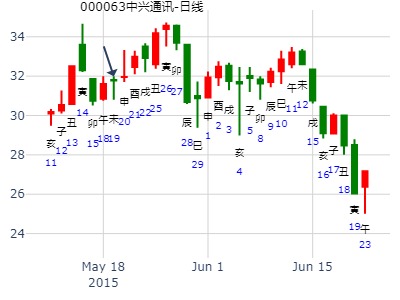 000063中兴通讯-日线
34
32
30
28
26
24
亥
11
子
12
丑
13
寅
14
卯
15
午
18
未
19
申
20
酉
21
戌
22
丑
25
寅
26
卯
27
辰
28
巳
29
申
1
酉
2
戌
3
亥
4
子
5
卯
8
辰
9
巳
10
午
11
未
12
戌
15
亥
16
子
17
丑
18
寅
19
午
23
May 18
2015
Jun 1
Jun 15